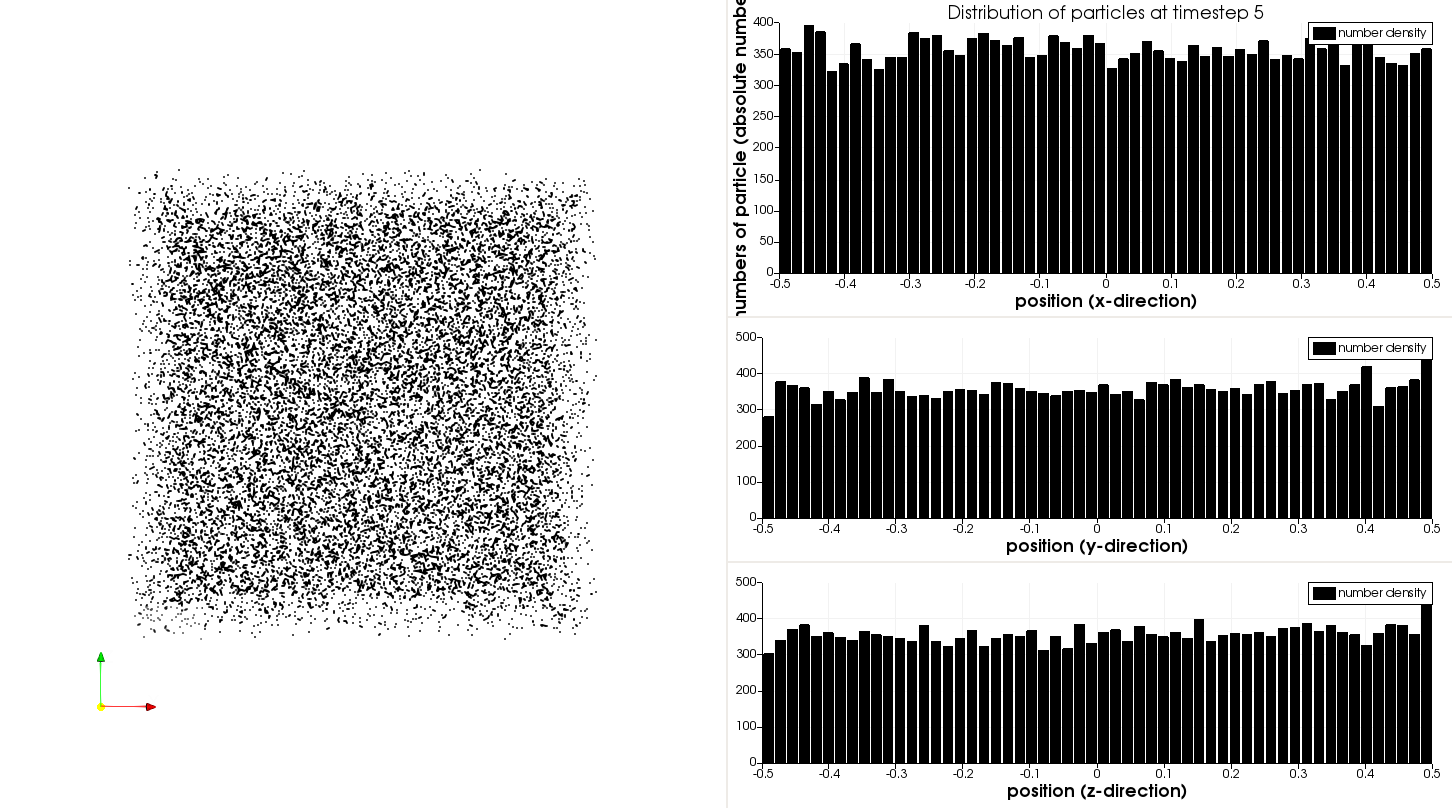 Distribution of particles at timestep 5
numbers of particle (absolute number
number density
400
350
300
250
200
150
100
50
0
-0.5 -0.4 -0.3 -0.2 -0.1 0 0.1 0.2 0.3 0.4 0.5
position (x-direction)
number density
500
400
300
200
100
0
-0.5 -0.4 -0.3 -0.2 -0.1 0 0.1 0.2 0.3 0.4 0.5
position (y-direction)
number density
500
400
300
200
100
0
-0.5 -0.4 -0.3 -0.2 -0.1 0 0.1 0.2 0.3 0.4 0.5
position (z-direction)